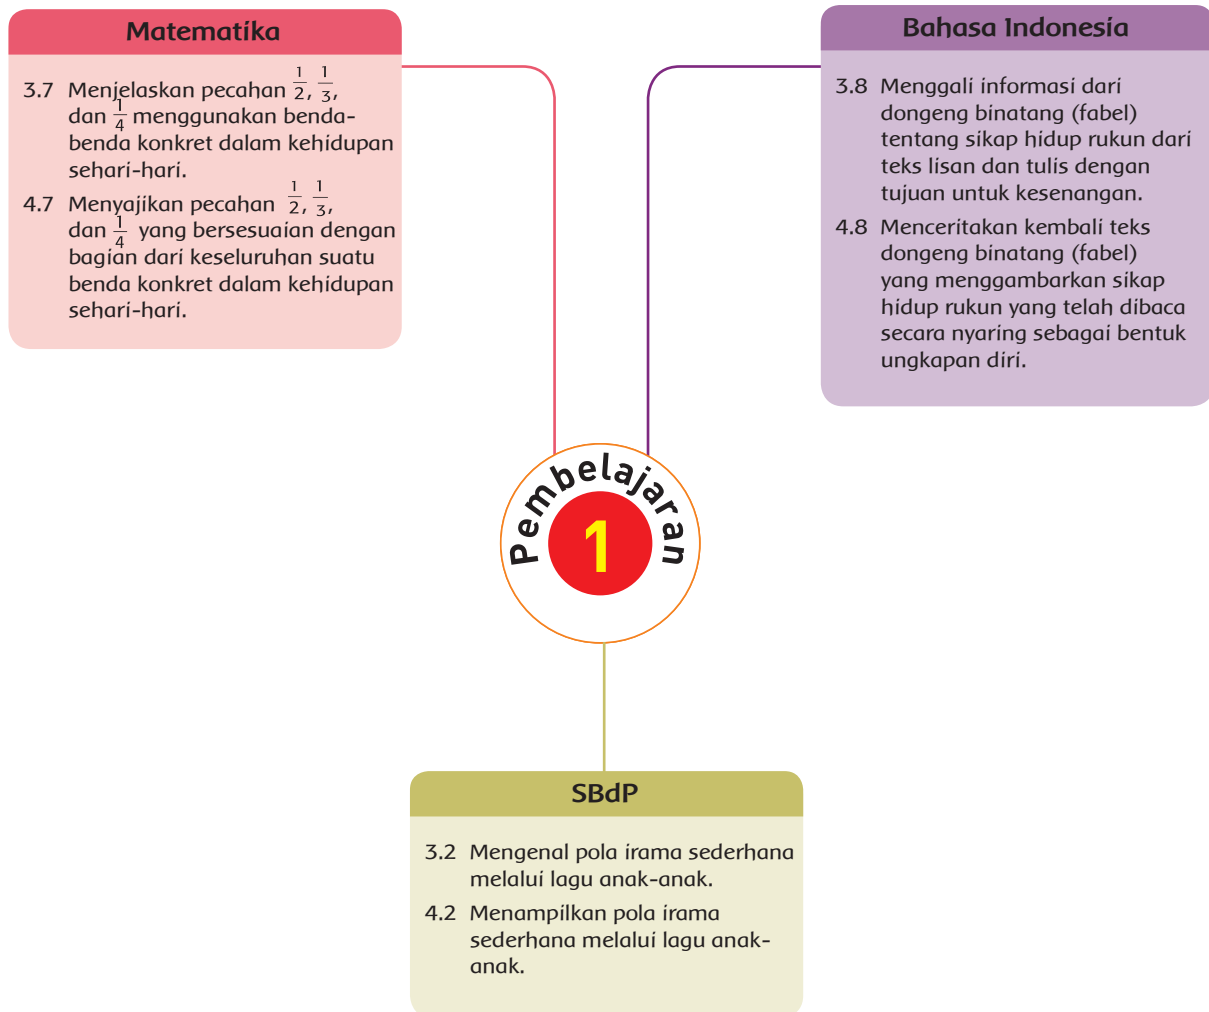 Matematika
3.7 Menjelaskan pecahan 1/2, 1/3,
dan 1/4 menggunakan benda-
benda konkret dalam kehidupan
sehari-hari.
4.7 Menyajikan pecahan 1/2, 1/3,
dan 1/4 yang bersesuaian dengan
bagian dari keseluruhan suatu
benda konkret dalam kehidupan
sehari-hari.
Bahasa Indonesia
3.8 Menggali informasi dari
dongeng binatang (fabel)
tentang sikap hidup rukun dari
teks lisan dan tulis dengan
tujuan untuk kesenangan.
4.8 Menceritakan kembali teks
dongeng binatang (fabel)
yang menggambarkan sikap
hidup rukun yang telah dibaca
secara nyaring sebagai bentuk
ungkapan diri.
Pembelajaran
1
SBdP
3.2 Mengenal pola irama sederhana
melalui lagu anak-anak.
4.2 Menampilkan pola irama
sederhana melalui lagu anak-
anak.